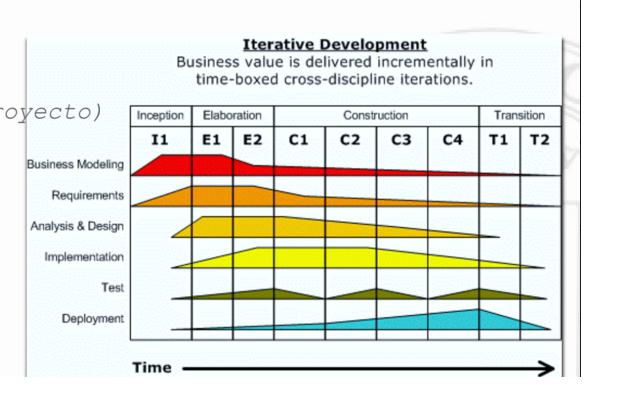 Iterative Development
Business value is delivered incrementally in
time-boxed cross-discipline iterations.
royecto)
Inception Elaboration Construction Transition
I1 E1 E2 C1 C2 C3 C4 T1 T2
Business Modeling
Requirements
Analysis & Design
Implementation
Test
Deployment
Time